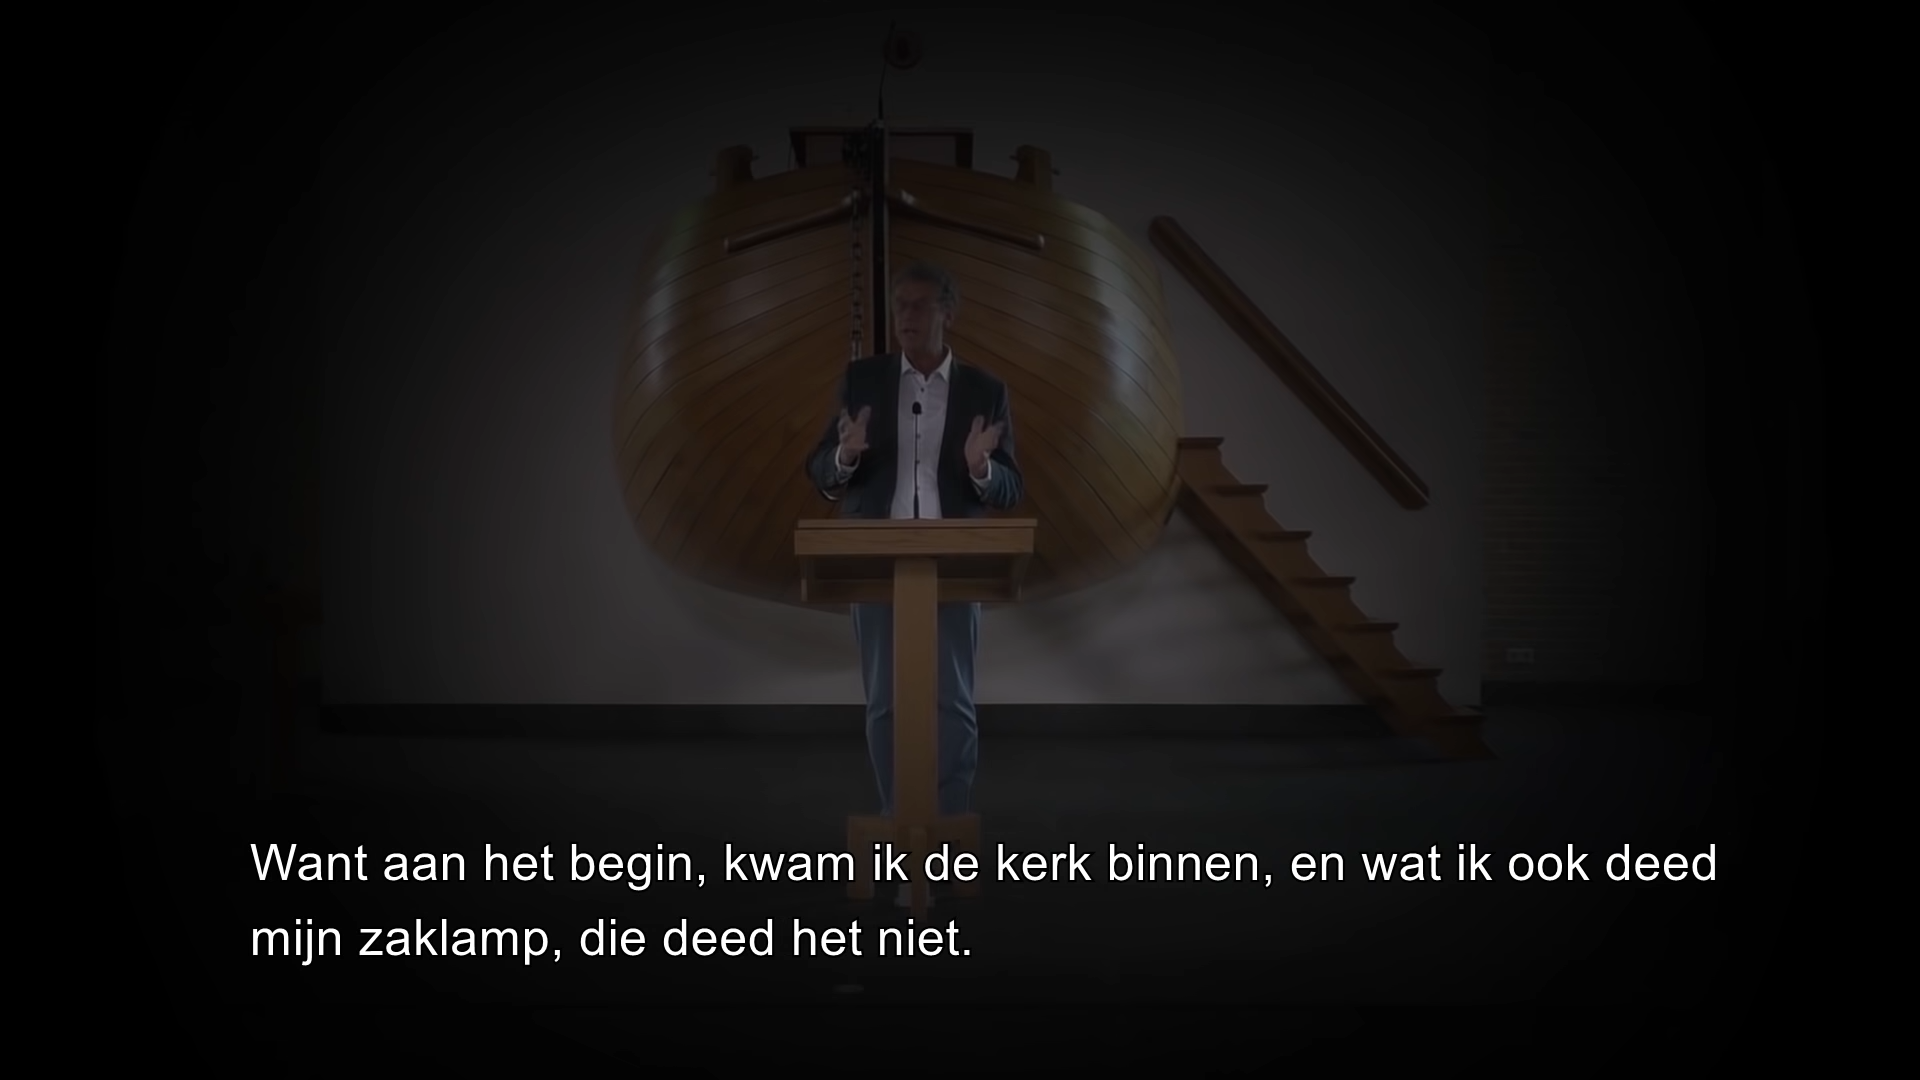 Want aan het begin, kwam ik de kerk binnen, en wat ik ook deed
mijn zaklamp, die deed het niet.